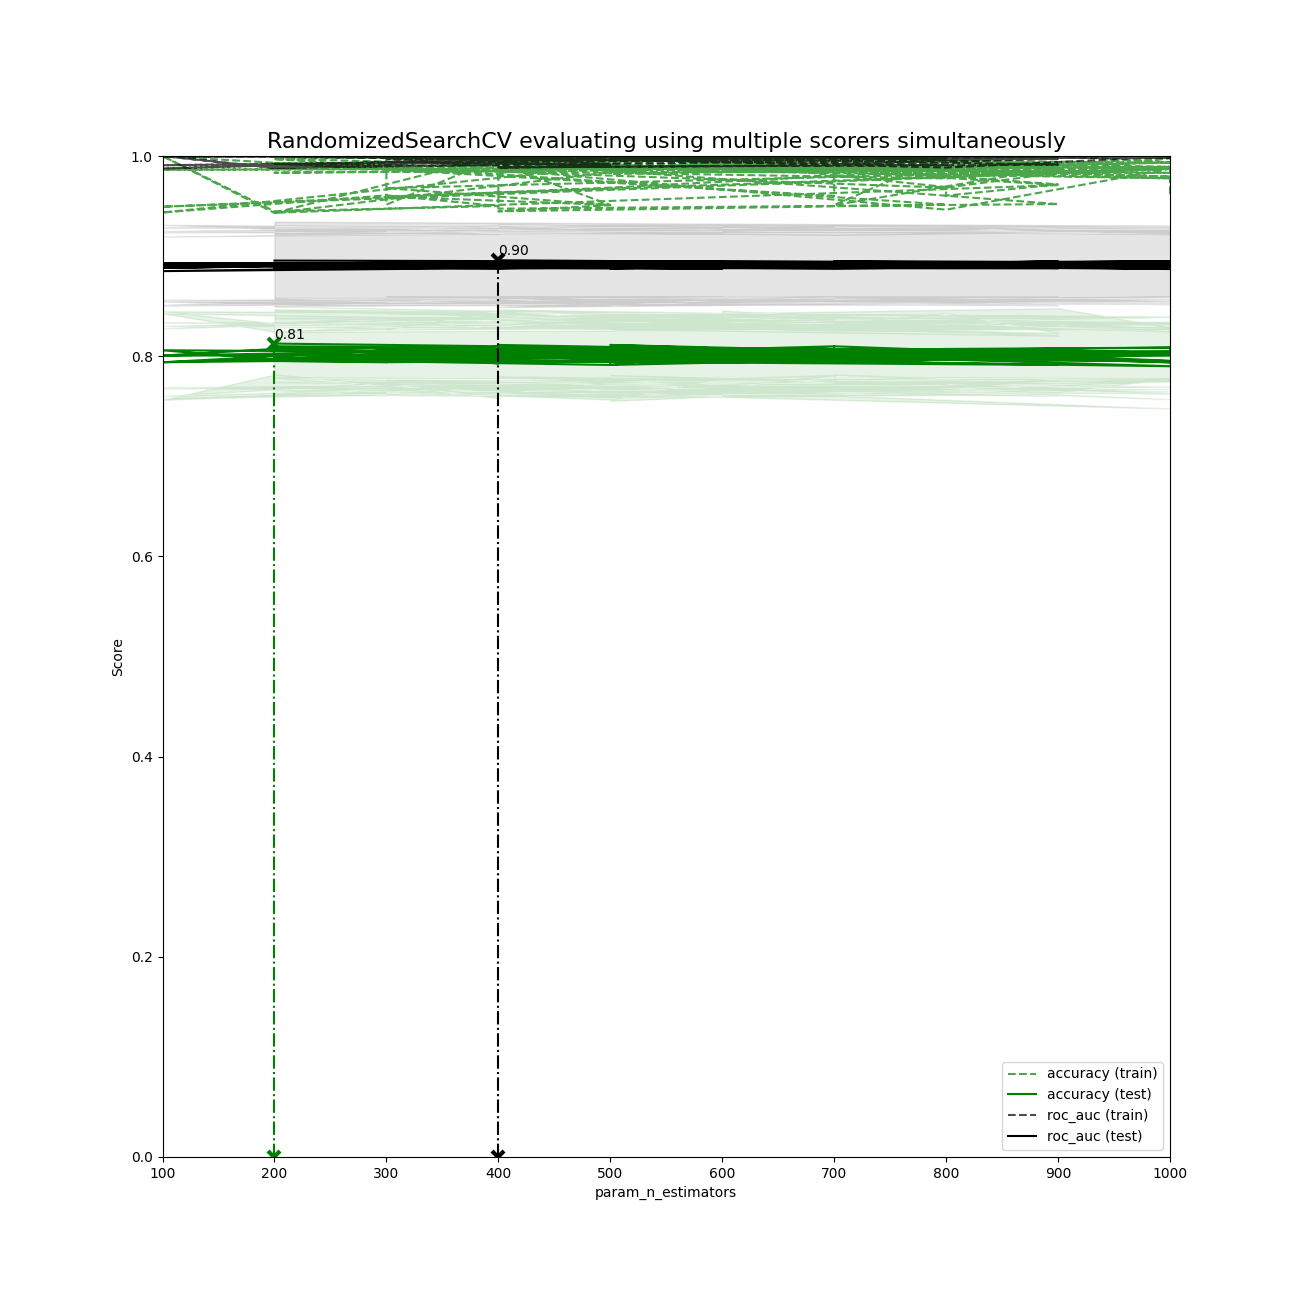 RandomizedSearchCV evaluating using multiple scorers simultaneously
1.0
0.90
0.81
0.8
0.6
Score
0.4
0.2
accuracy (train)
accuracy (test)
roc_auc (train)
roc_auc (test)
0.0
100 200 300 400 500 600 700 800 900 1000
param_n_estimators